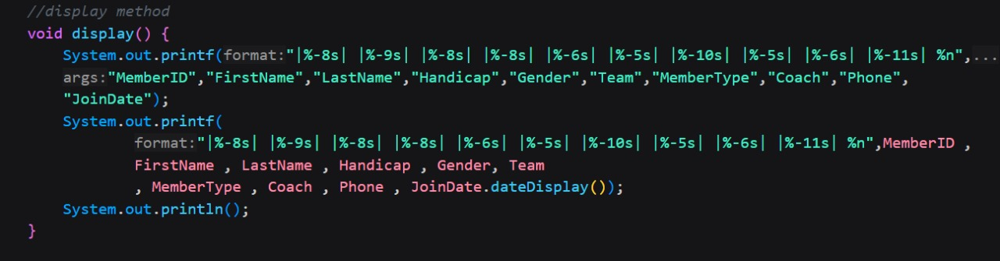 //display method
void display() {
System.out.printf(format:"|%-8s| |%-9s| |%-8s| |%-8s| |%-6s| |%-5s| |%-10s| |%-5s| |%-6s| |%-11s| %n",...
args:"MemberID","FirstName","LastName","Handicap","Gender","Team","MemberType","Coach","Phone",
"JoinDate");
System.out.printf(
format:"|%-8s| |%-9s| |%-8s| |%-8s| |%-6s| |%-5s| |%-10s| |%-5s| |%-6s| |%-11s| %n",MemberID ,
FirstName , LastName , Handicap , Gender, Team
, MemberType , Coach , Phone , JoinDate.dateDisplay());
System.out.println();
}